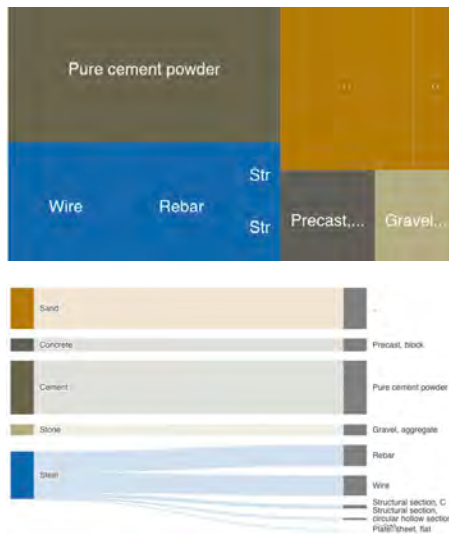 Pure cement powder
Str
Wire
Rebar
Str
Precast,...
Gravel...
Sand
Concrete
Precast, block
Cement
Pure cement powder
Stone
Gravel, aggregate
Steel
Rebar
Wire
Structural section, C
Structural section,
circular hollow section
Plate, sheet, flat